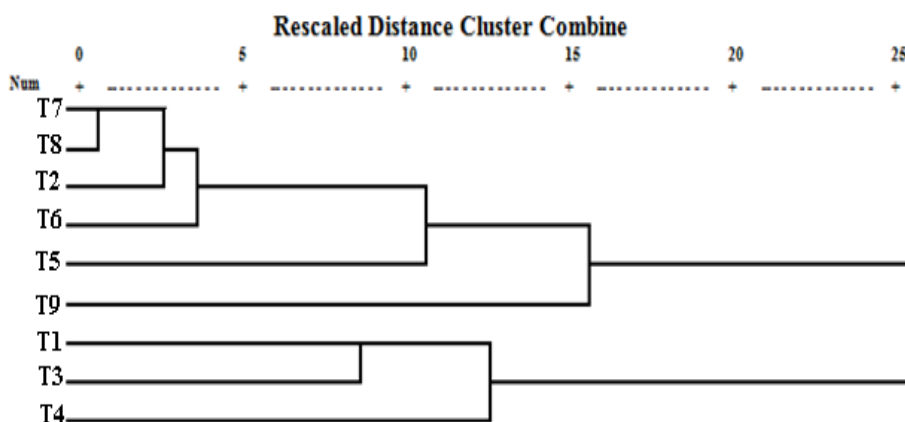 Rescaled Distance Cluster Combine
0 5 10 15 20 25
Num + ------------- + ------------- + ------------- + ------------- + ------------- +
T7
T8
T2
T6
T5
T9
T1
T3
T4